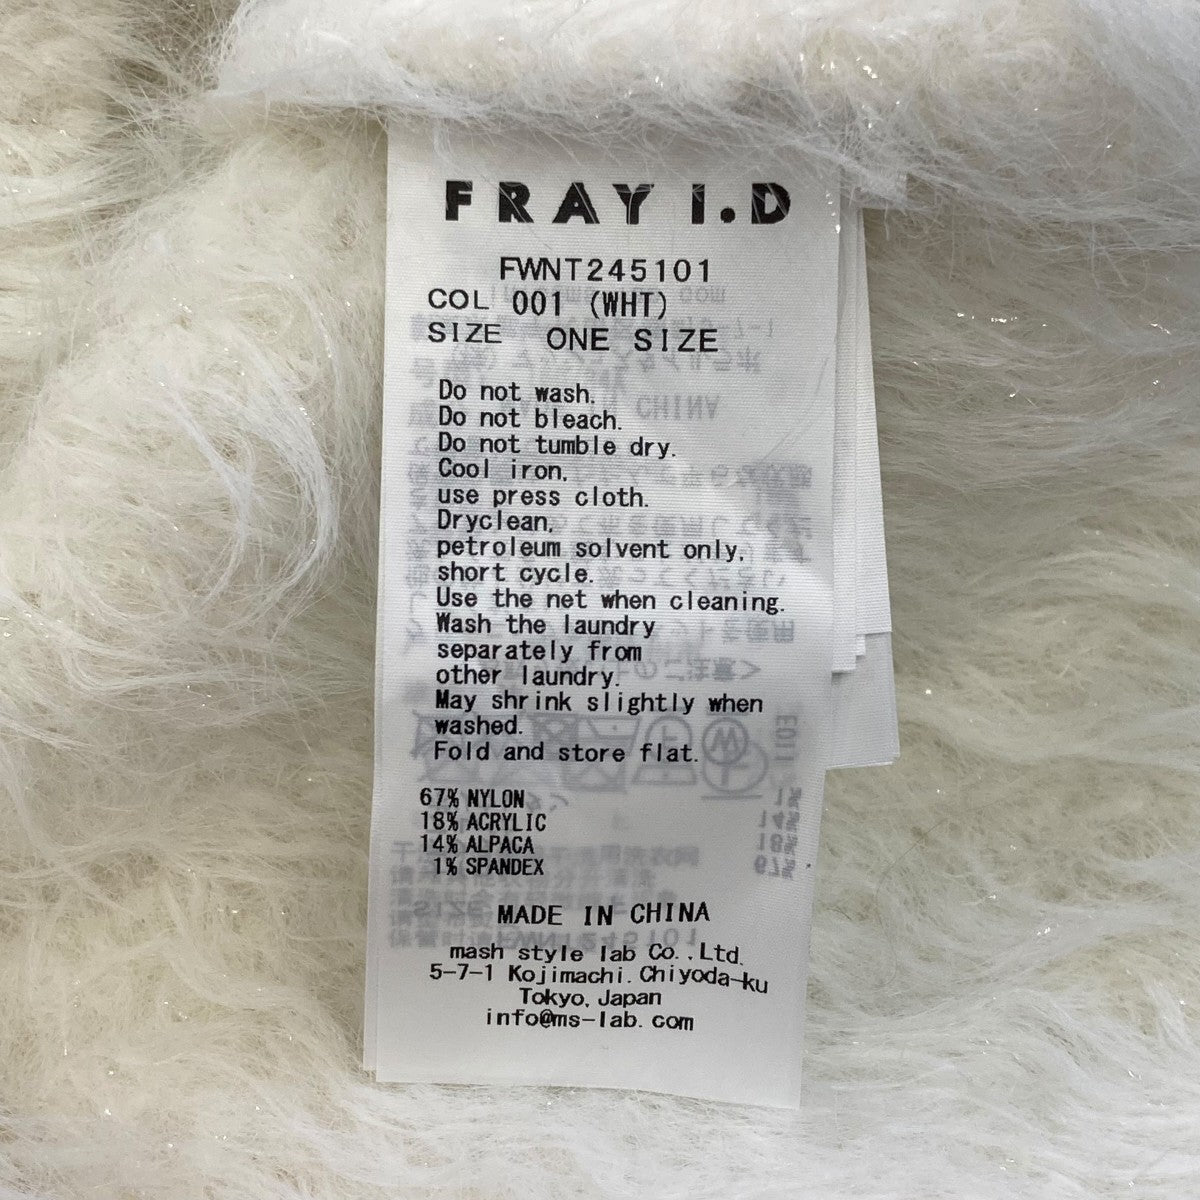 FRAY I.D
FWNT245101
COL 001 (WHT)
SIZE ONE SIZE
Do not wash.
Do not bleach.
Do not tumble dry.
Cool iron,
use press cloth.
Dryclean,
petroleum solvent only,
short cycle.
Use the net when cleaning.
Wash the laundry
separately from
other laundry.
May shrink slightly when
washed.
Fold and store flat.
67% NYLON
18% ACRYLIC
14% ALPACA
1% SPANDEX
MADE IN CHINA
mash style lab Co.,Ltd.
5-7-1 Kojimachi. Chiyoda-ku
Tokyo, Japan
info@ms-lab.com